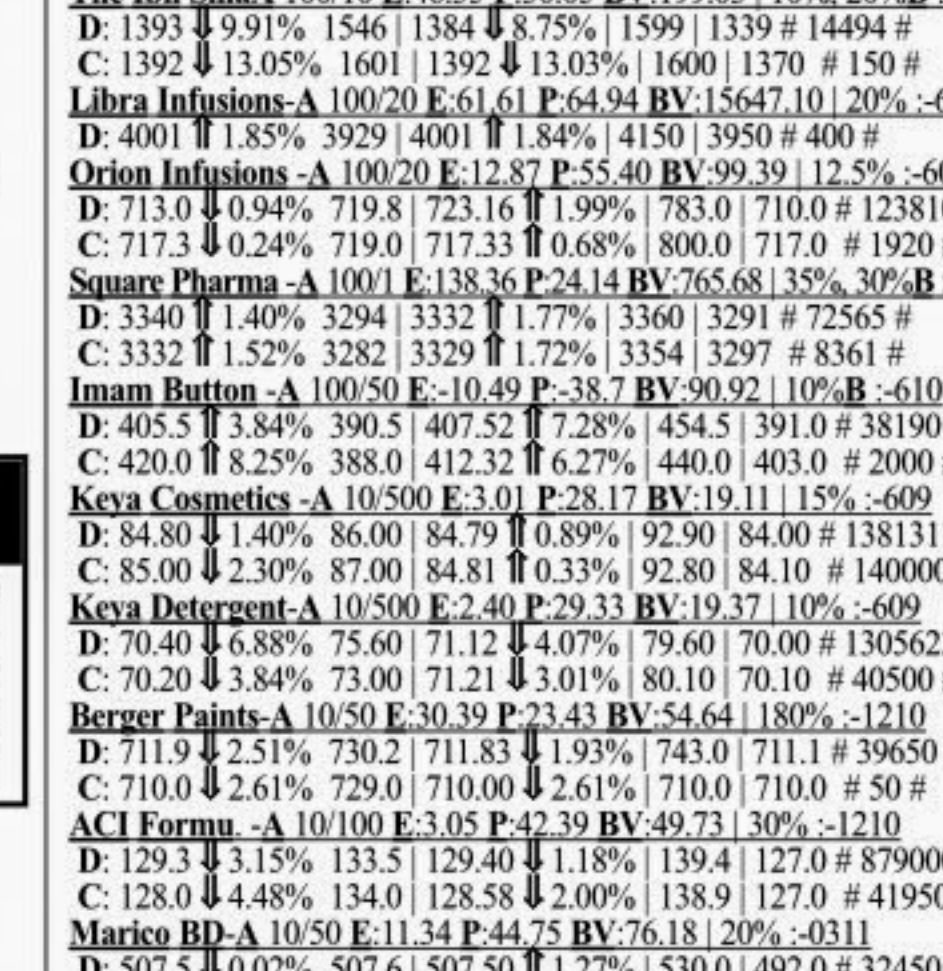 D: 1393 ⇓ 9.91% 1546 | 1384 ⇓ 8.75% | 1599 | 1339 # 14494 #
C: 1392 ⇓ 13.05% 1601 | 1392 ⇓ 13.03% | 1600 | 1370 # 150 #
Libra Infusions-A 100/20 E:61.61 P:64.94 BV:15647.10 | 20% :-
D: 4001 ⇑ 1.85% 3929 | 4001 ⇑ 1.84% | 4150 | 3950 # 400 #
Orion Infusions -A 100/20 E:12.87 P:55.40 BV:99.39 | 12.5% :-60
D: 713.0 ⇓ 0.94% 719.8 | 723.16 ⇑ 1.99% | 783.0 | 710.0 # 12381
C: 717.3 ⇓ 0.24% 719.0 | 717.33 ⇑ 0.68% | 800.0 | 717.0 # 1920
Square Pharma -A 100/1 E:138.36 P:24.14 BV:765.68 | 35%, 30%B
D: 3340 ⇑ 1.40% 3294 | 3332 ⇑ 1.77% | 3360 | 3291 # 72565 #
C: 3332 ⇑ 1.52% 3282 | 3329 ⇑ 1.72% | 3354 | 3297 # 8361 #
Imam Button -A 100/50 E:-10.49 P:-38.7 BV:90.92 | 10%B :-610
D: 405.5 ⇑ 3.84% 390.5 | 407.52 ⇑ 7.28% | 454.5 | 391.0 # 38190
C: 420.0 ⇑ 8.25% 388.0 | 412.32 ⇑ 6.27% | 440.0 | 403.0 # 2000
Keya Cosmetics -A 10/500 E:3.01 P:28.17 BV:19.11 | 15% :-609
D: 84.80 ⇓ 1.40% 86.00 | 84.79 ⇑ 0.89% | 92.90 | 84.00 # 138131
C: 85.00 ⇓ 2.30% 87.00 | 84.81 ⇑ 0.33% | 92.80 | 84.10 # 140000
Keya Detergent-A 10/500 E:2.40 P:29.33 BV:19.37 | 10% :-609
D: 70.40 ⇓ 6.88% 75.60 | 71.12 ⇓ 4.07% | 79.60 | 70.00 # 130562
C: 70.20 ⇓ 3.84% 73.00 | 71.21 ⇓ 3.01% | 80.10 | 70.10 # 40500
Berger Paints-A 10/50 E:30.39 P:23.43 BV:54.64 | 180% :-1210
D: 711.9 ⇓ 2.51% 730.2 | 711.83 ⇓ 1.93% | 743.0 | 711.1 # 39650
C: 710.0 ⇓ 2.61% 729.0 | 710.00 ⇓ 2.61% | 710.0 | 710.0 # 50 #
ACI Formu. -A 10/100 E:3.05 P:42.39 BV:49.73 | 30% :-1210
D: 129.3 ⇓ 3.15% 133.5 | 129.40 ⇓ 1.18% | 139.4 | 127.0 # 87900
C: 128.0 ⇓ 4.48% 134.0 | 128.58 ⇓ 2.00% | 138.9 | 127.0 # 41950
Marico BD-A 10/50 E:11.34 P:44.75 BV:76.18 | 20% :-0311
D: 507.5 ⇓ 0.02% 507.6 | 507.50 ⇑ 1.27% | 530.0 | 492.0 # 32450